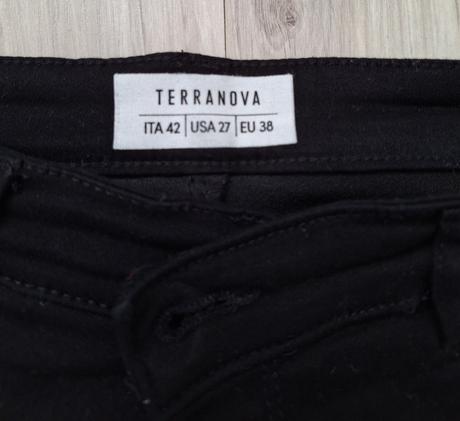 TERRANOVA
ITA 42 | USA 27 | EU 38